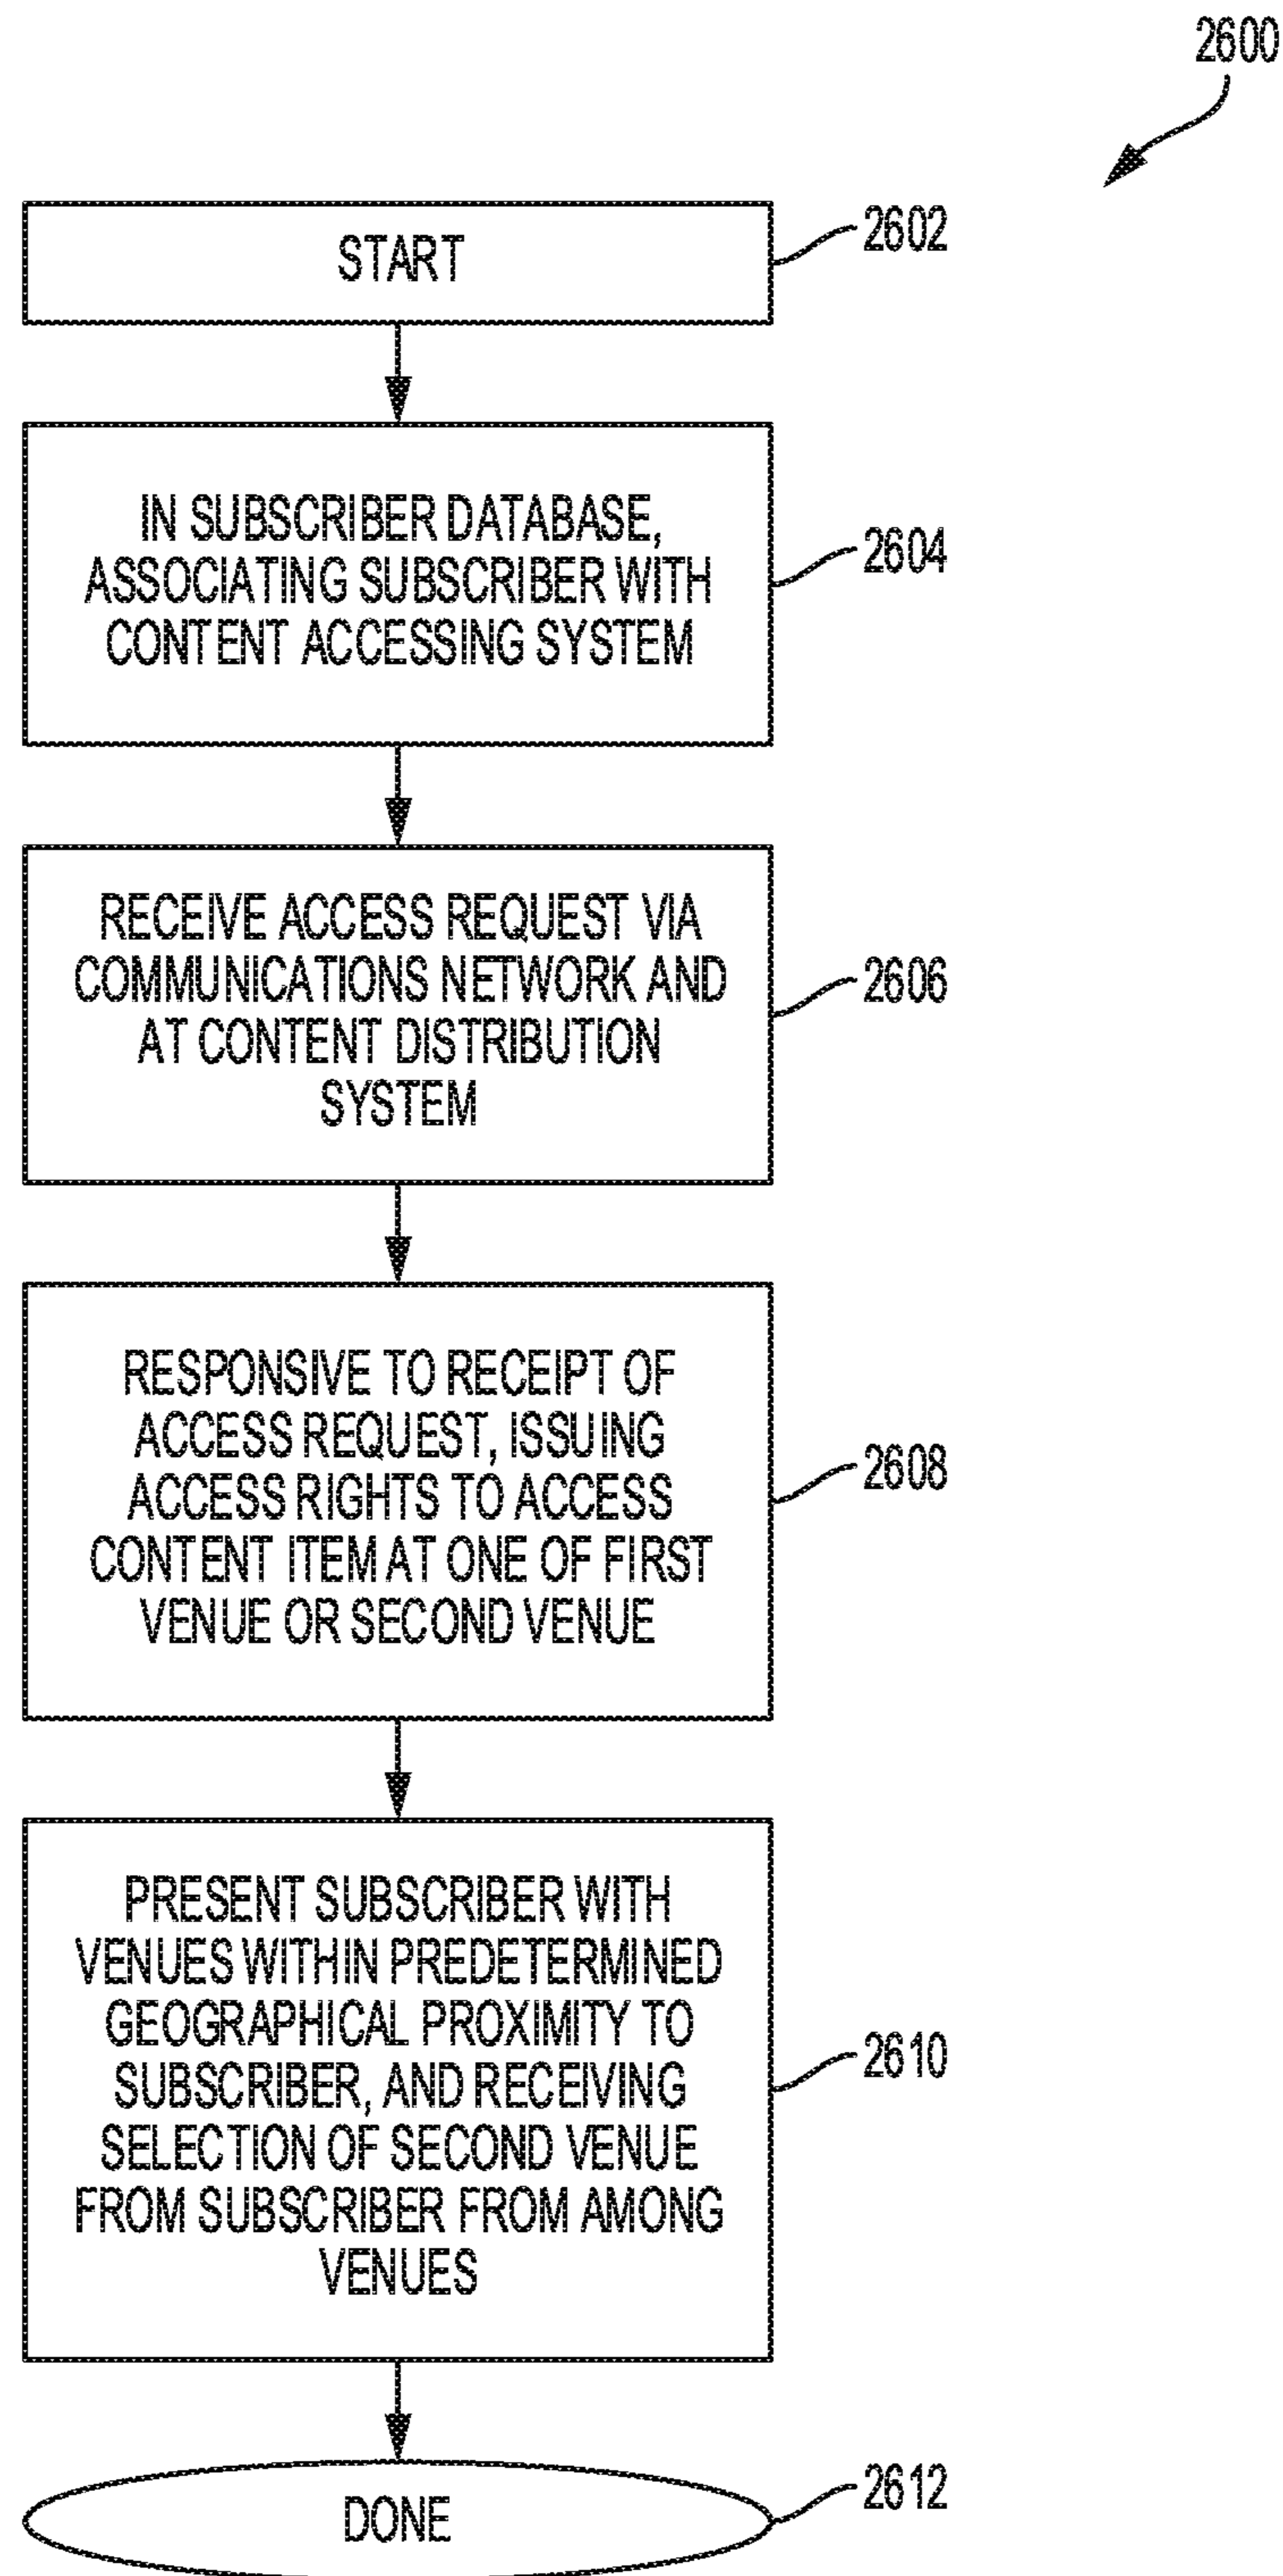 2600
START
2602
IN SUBSCRIBER DATABASE,
ASSOCIATING SUBSCRIBER WITH
CONTENT ACCESSING SYSTEM
2604
RECEIVE ACCESS REQUEST VIA
COMMUNICATIONS NETWORK AND
AT CONTENT DISTRIBUTION
SYSTEM
2606
RESPONSIVE TO RECEIPT OF
ACCESS REQUEST, ISSUING
ACCESS RIGHTS TO ACCESS
CONTENT ITEM AT ONE OF FIRST
VENUE OR SECOND VENUE
2608
PRESENT SUBSCRIBER WITH
VENUES WITHIN PREDETERMINED
GEOGRAPHICAL PROXIMITY TO
SUBSCRIBER, AND RECEIVING
SELECTION OF SECOND VENUE
FROM SUBSCRIBER FROM AMONG
VENUES
2610
DONE
2612